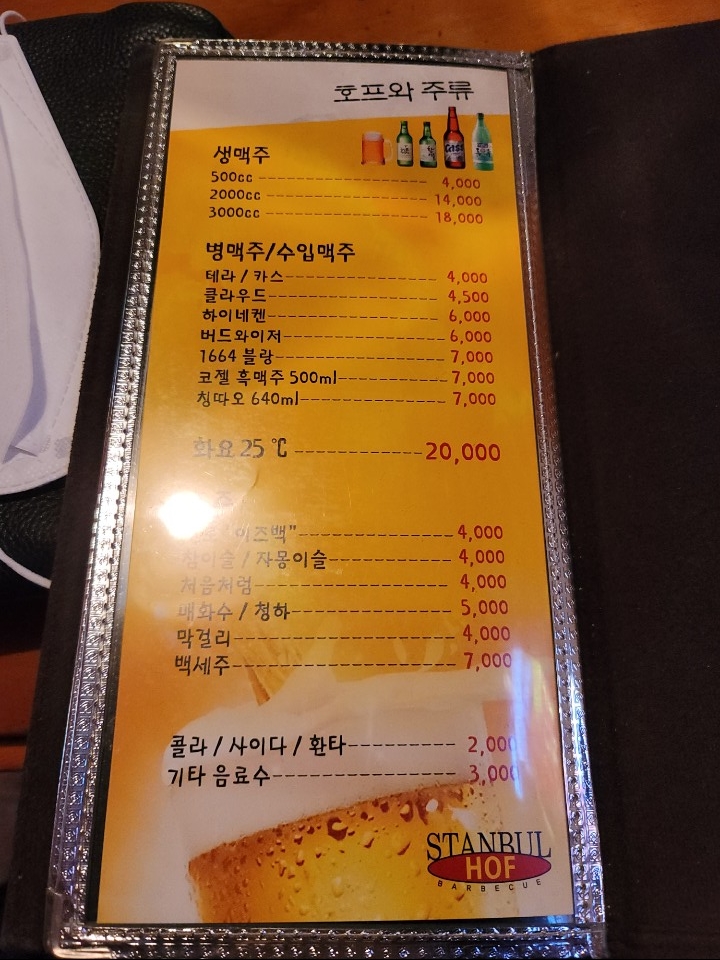 호프와 주류
생맥주
500cc 4,000
2000cc 14,000
3000cc 18,000
병맥주/수입맥주
테라 / 카스 4,000
클라우드 4,500
하이네켄 6,000
버드와이저 6,000
1664 블랑 7,000
코젤 흑맥주 500ml 7,000
칭따오 640ml 7,000
화요 25 ℃ 20,000
이즈백" 4,000
참이슬 / 자몽이슬 4,000
처음처럼 4,000
매화수 / 청하 5,000
막걸리 4,000
백세주 7,000
콜라 / 사이다 / 환타 2,000
기타 음료수 3,000
STANBUL
HOF
BARBECUE